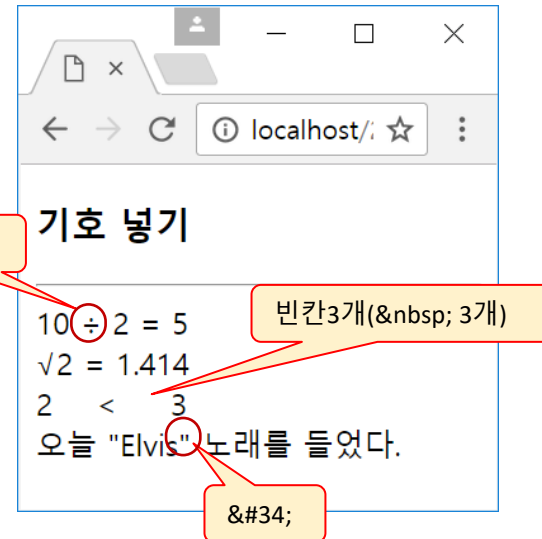 localhost/
기호 넣기
10 ÷ 2 = 5
빈칸3개(&nbsp; 3개)
√2 = 1.414
2 < 3
오늘 "Elvis" 노래를 들었다.
&#34;